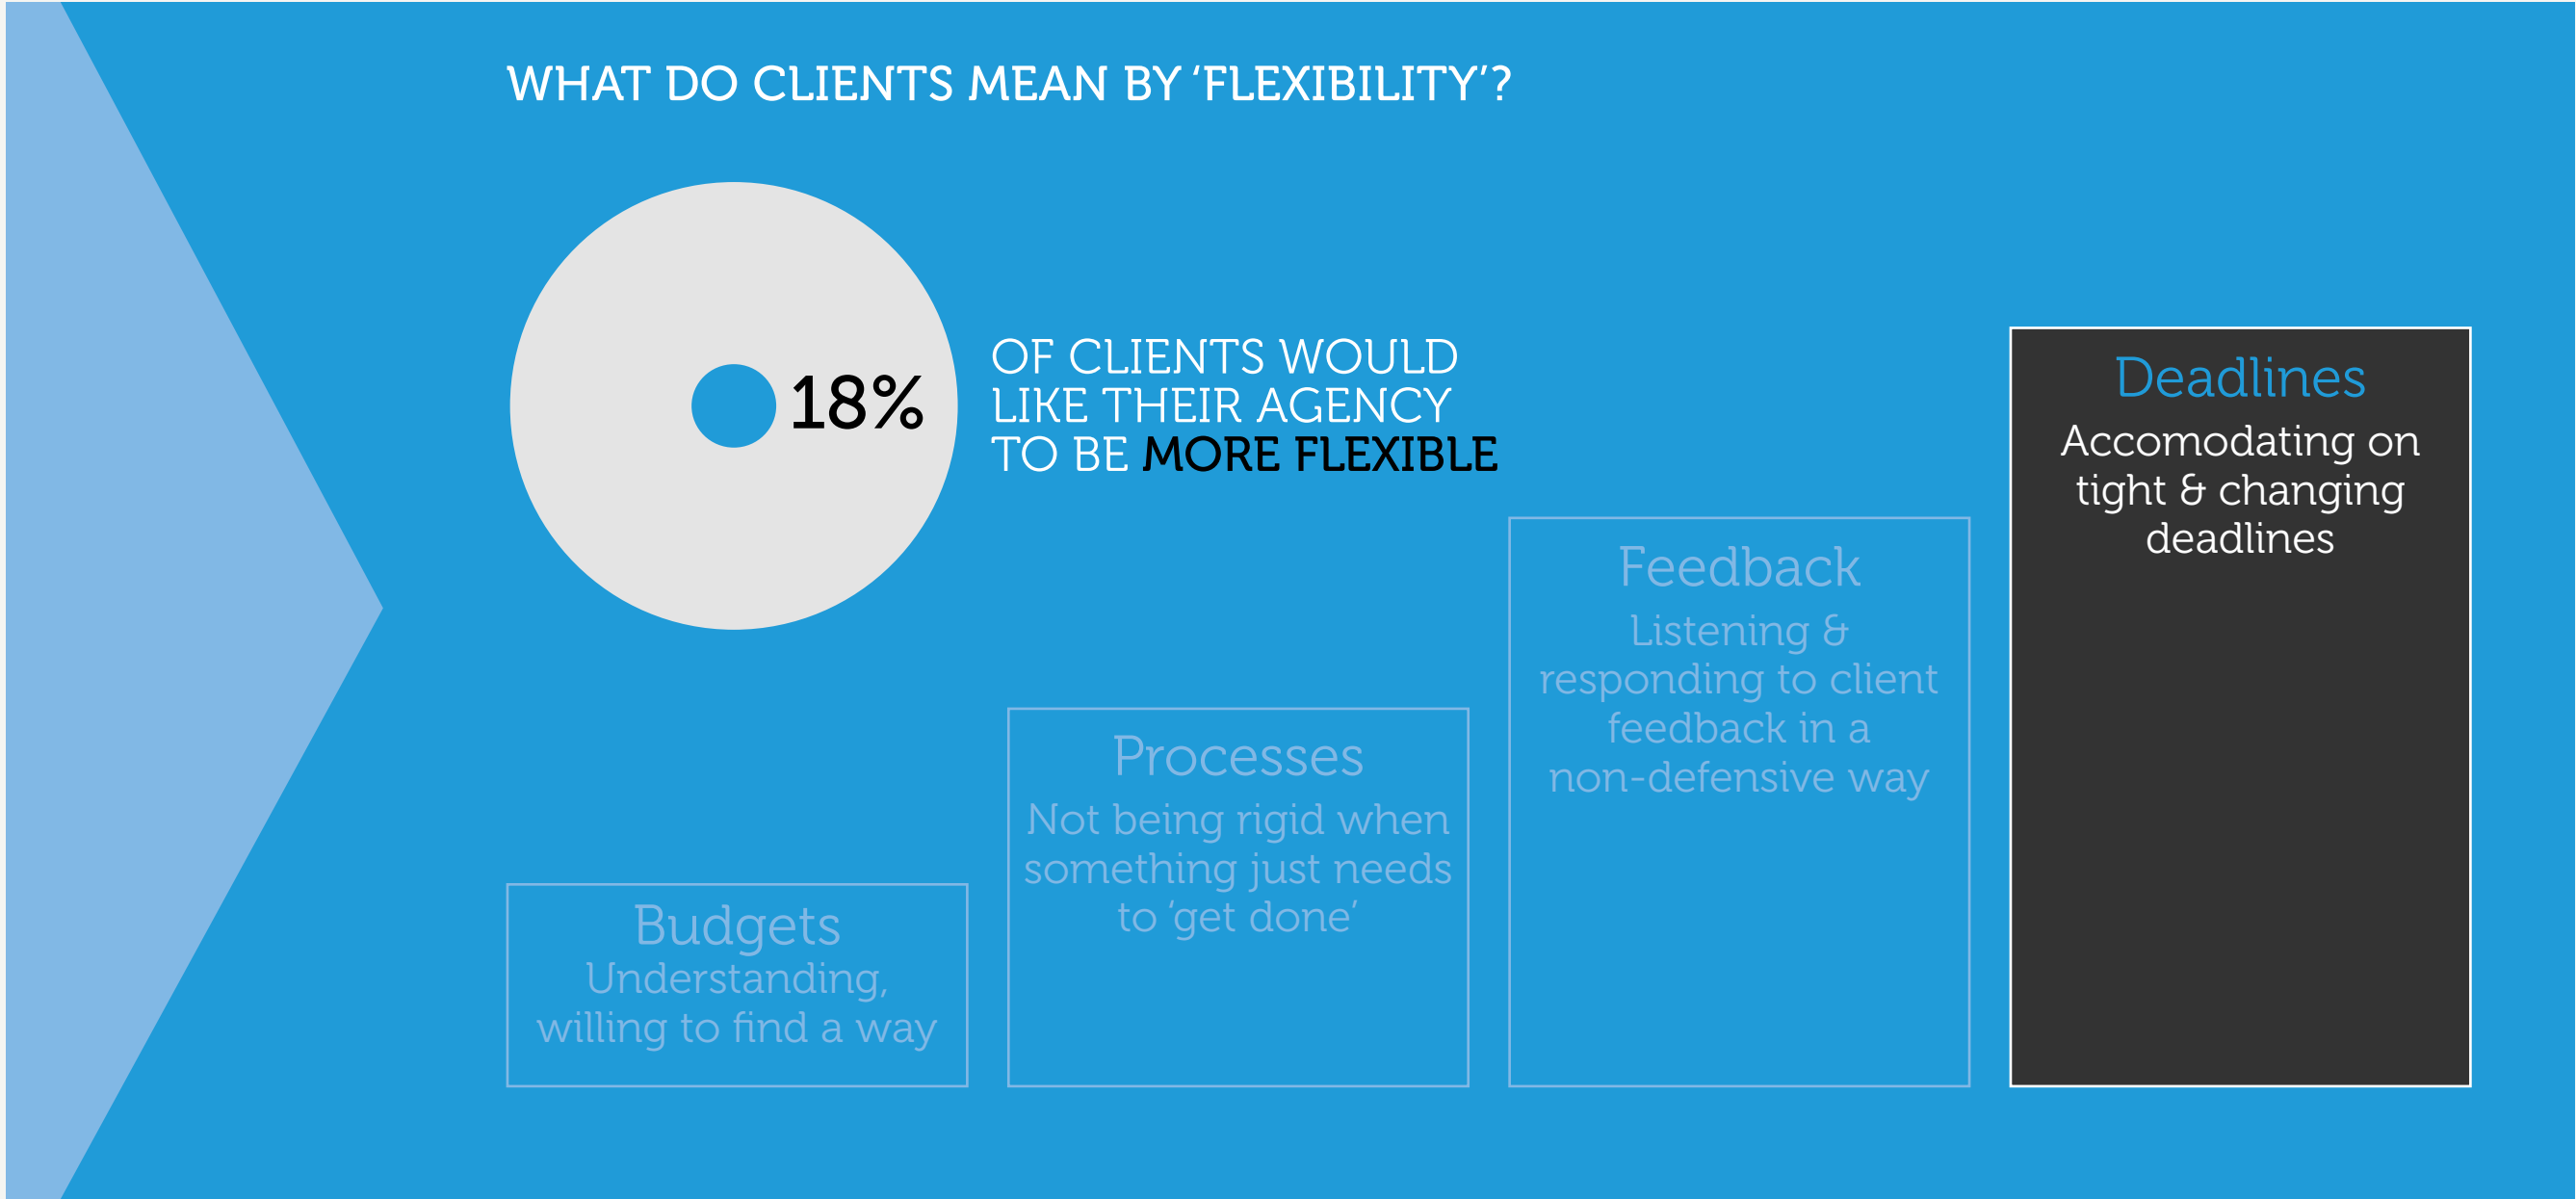 WHAT DO CLIENTS MEAN BY ‘FLEXIBILITY’?
18%
OF CLIENTS WOULD
LIKE THEIR AGENCY
TO BE MORE FLEXIBLE
Budgets
Understanding,
willing to find a way
Processes
Not being rigid when
something just needs
to ‘get done’
Feedback
Listening &
responding to client
feedback in a
non-defensive way
Deadlines
Accomodating on
tight & changing
deadlines